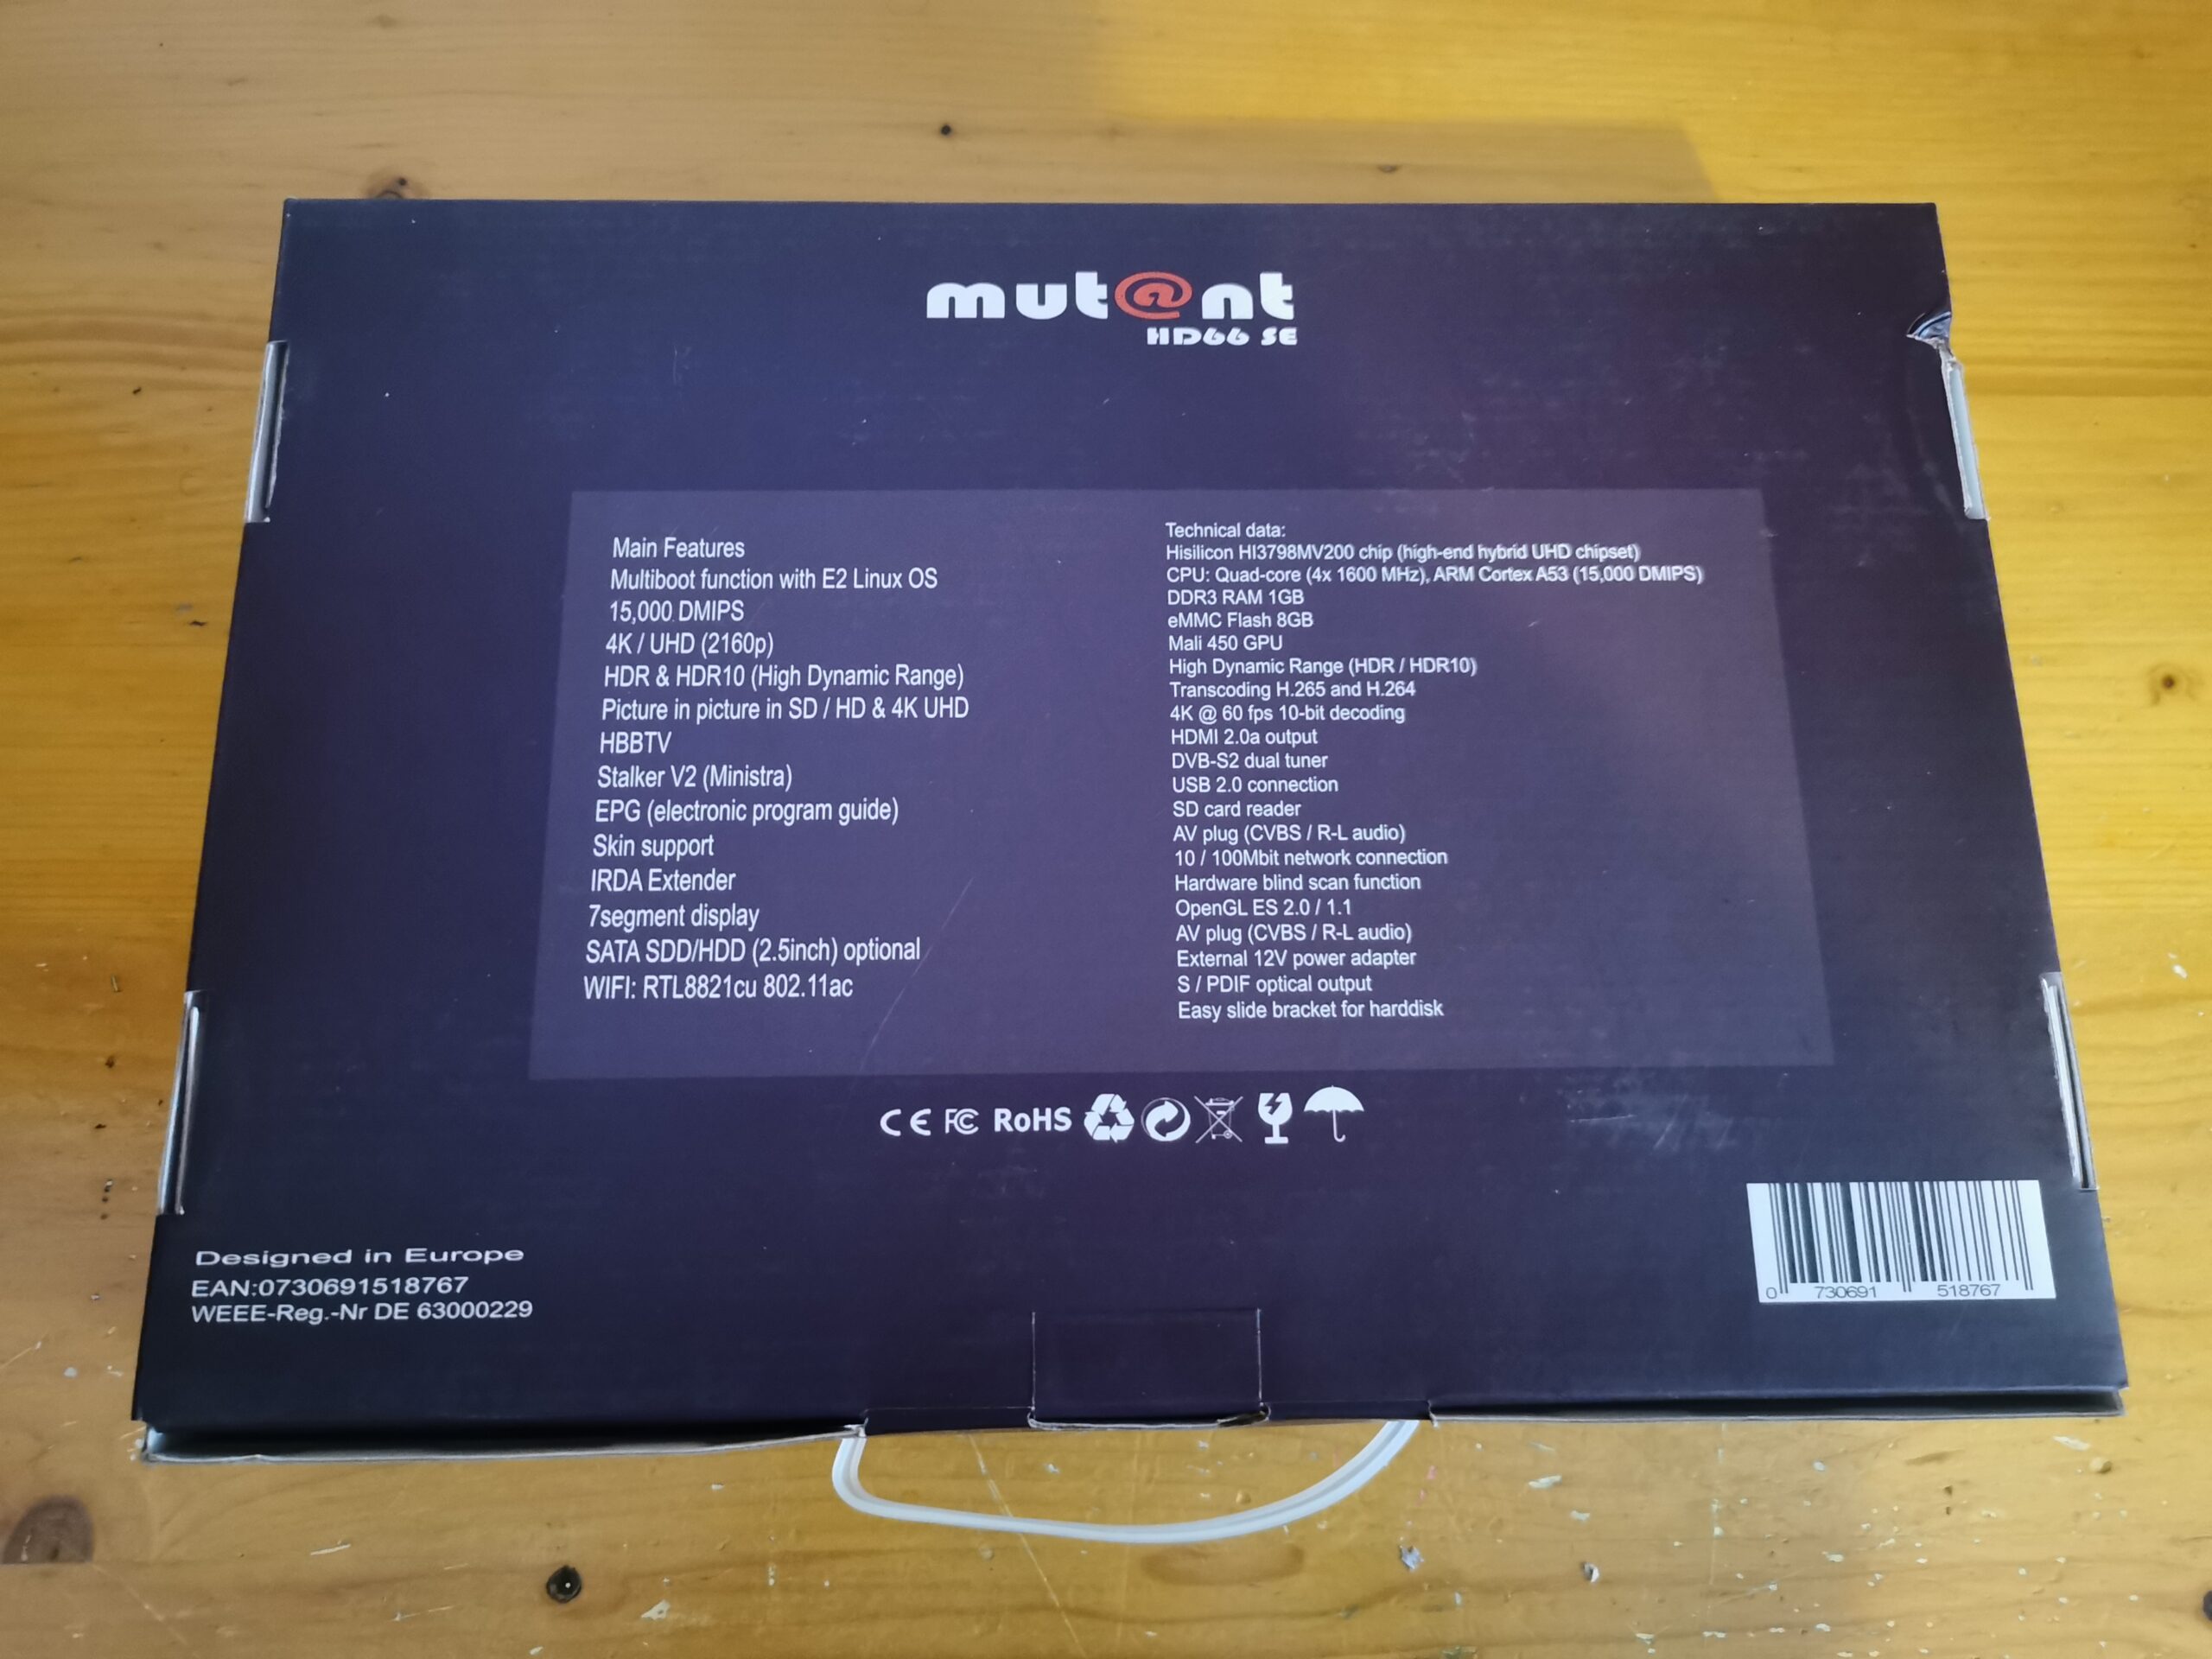 mut@nt
HD66 SE
Main Features
Multiboot function with E2 Linux OS
15,000 DMIPS
4K / UHD (2160p)
HDR & HDR10 (High Dynamic Range)
Picture in picture in SD / HD & 4K UHD
HBBTV
Stalker V2 (Ministra)
EPG (electronic program guide)
Skin support
IRDA Extender
7segment display
SATA SDD/HDD (2.5inch) optional
WIFI: RTL8821cu 802.11ac
Technical data:
Hisilicon HI3798MV200 chip (high-end hybrid UHD chipset)
CPU: Quad-core (4x 1600 MHz), ARM Cortex A53 (15,000 DMIPS)
DDR3 RAM 1GB
eMMC Flash 8GB
Mali 450 GPU
High Dynamic Range (HDR / HDR10)
Transcoding H.265 and H.264
4K @ 60 fps 10-bit decoding
HDMI 2.0a output
DVB-S2 dual tuner
USB 2.0 connection
SD card reader
AV plug (CVBS / R-L audio)
10 / 100Mbit network connection
Hardware blind scan function
OpenGL ES 2.0 / 1.1
AV plug (CVBS / R-L audio)
External 12V power adapter
S / PDIF optical output
Easy slide bracket for harddisk
CE FC RoHS
Designed in Europe
EAN:0730691518767
WEEE-Reg.-Nr DE 63000229
0 730691 518767